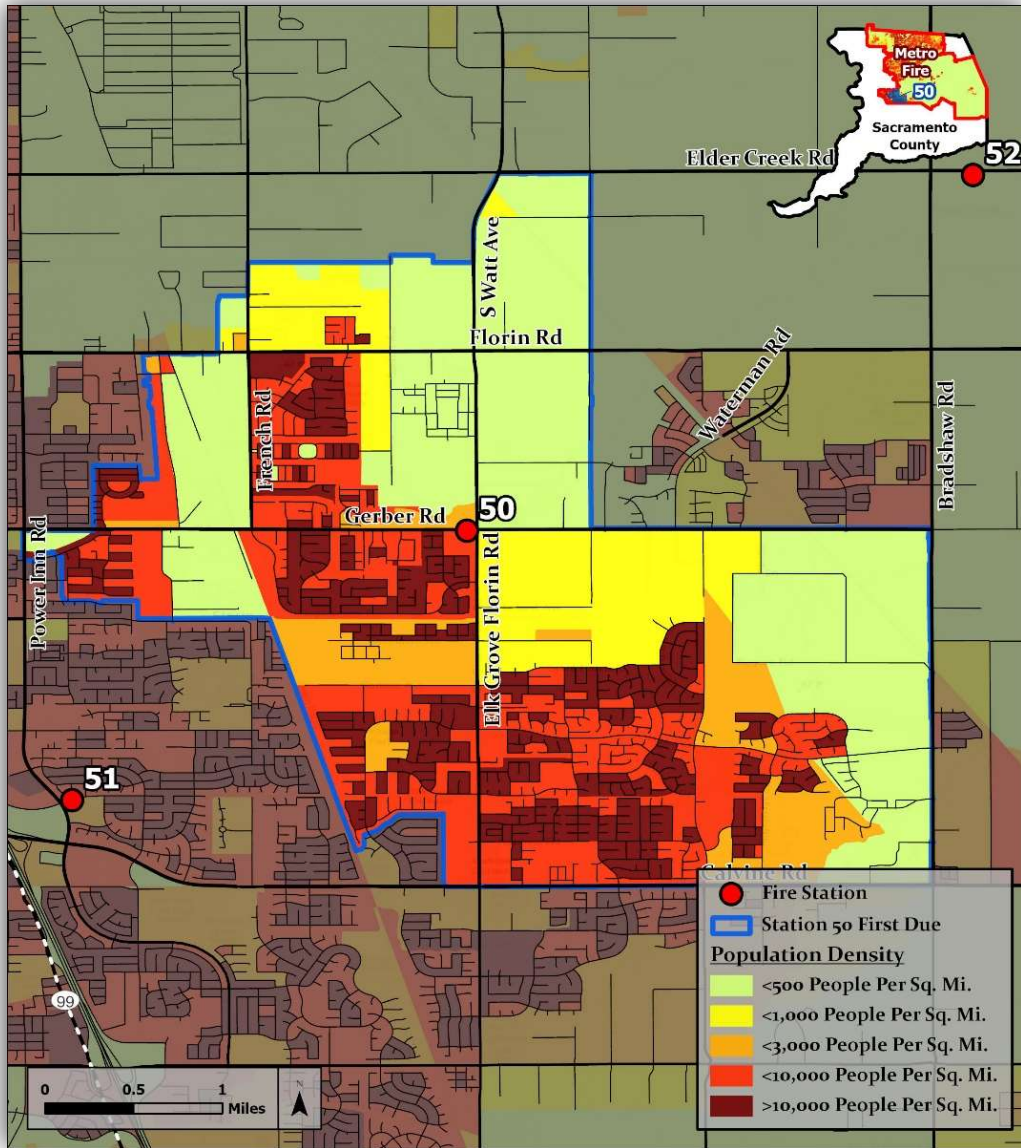 Metro
Fire
50
Sacramento
County
Elder Creek Rd
52
S Watt Ave
Florin Rd
Waterman Rd
French Rd
Bradshaw Rd
Gerber Rd
50
Power Inn Rd
Elk Grove Florin Rd
51
Calvine Rd
Fire Station
Station 50 First Due
Population Density
<500 People Per Sq. Mi.
<1,000 People Per Sq. Mi.
<3,000 People Per Sq. Mi.
<10,000 People Per Sq. Mi.
>10,000 People Per Sq. Mi.
99
0 0.5 1
Miles
N